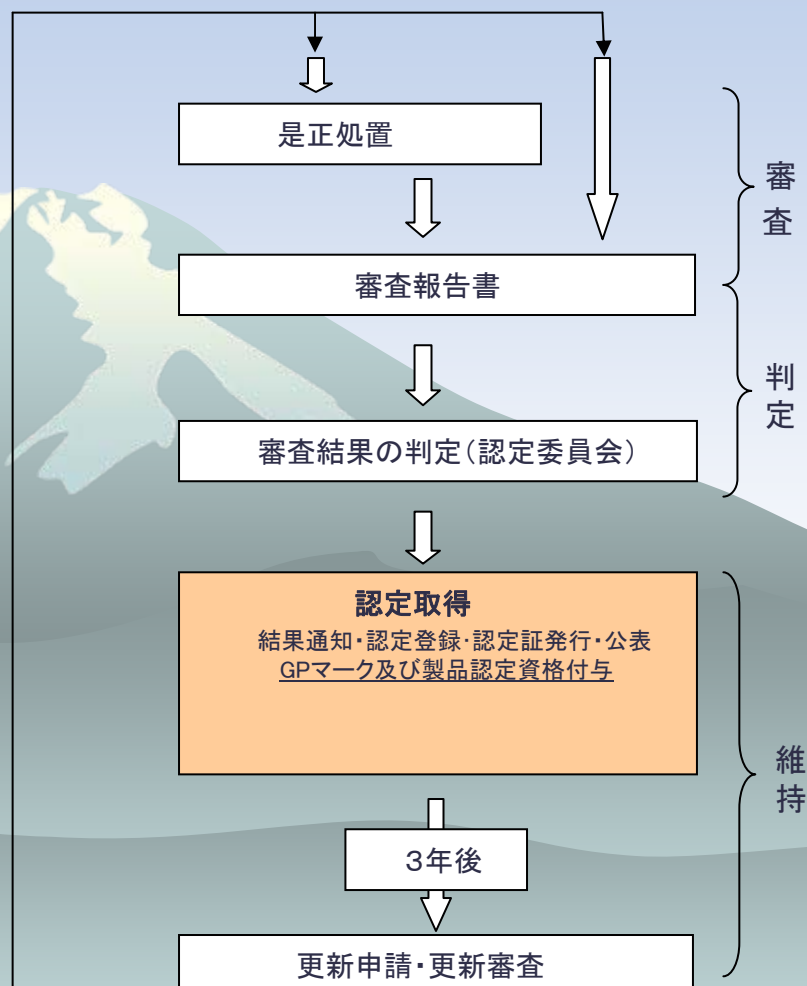 是正処置
審査
審査報告書
判定
審査結果の判定（認定委員会）
認定取得
結果通知・認定登録・認定証発行・公表
GPマーク及び製品認定資格付与
維持
３年後
更新申請・更新審査